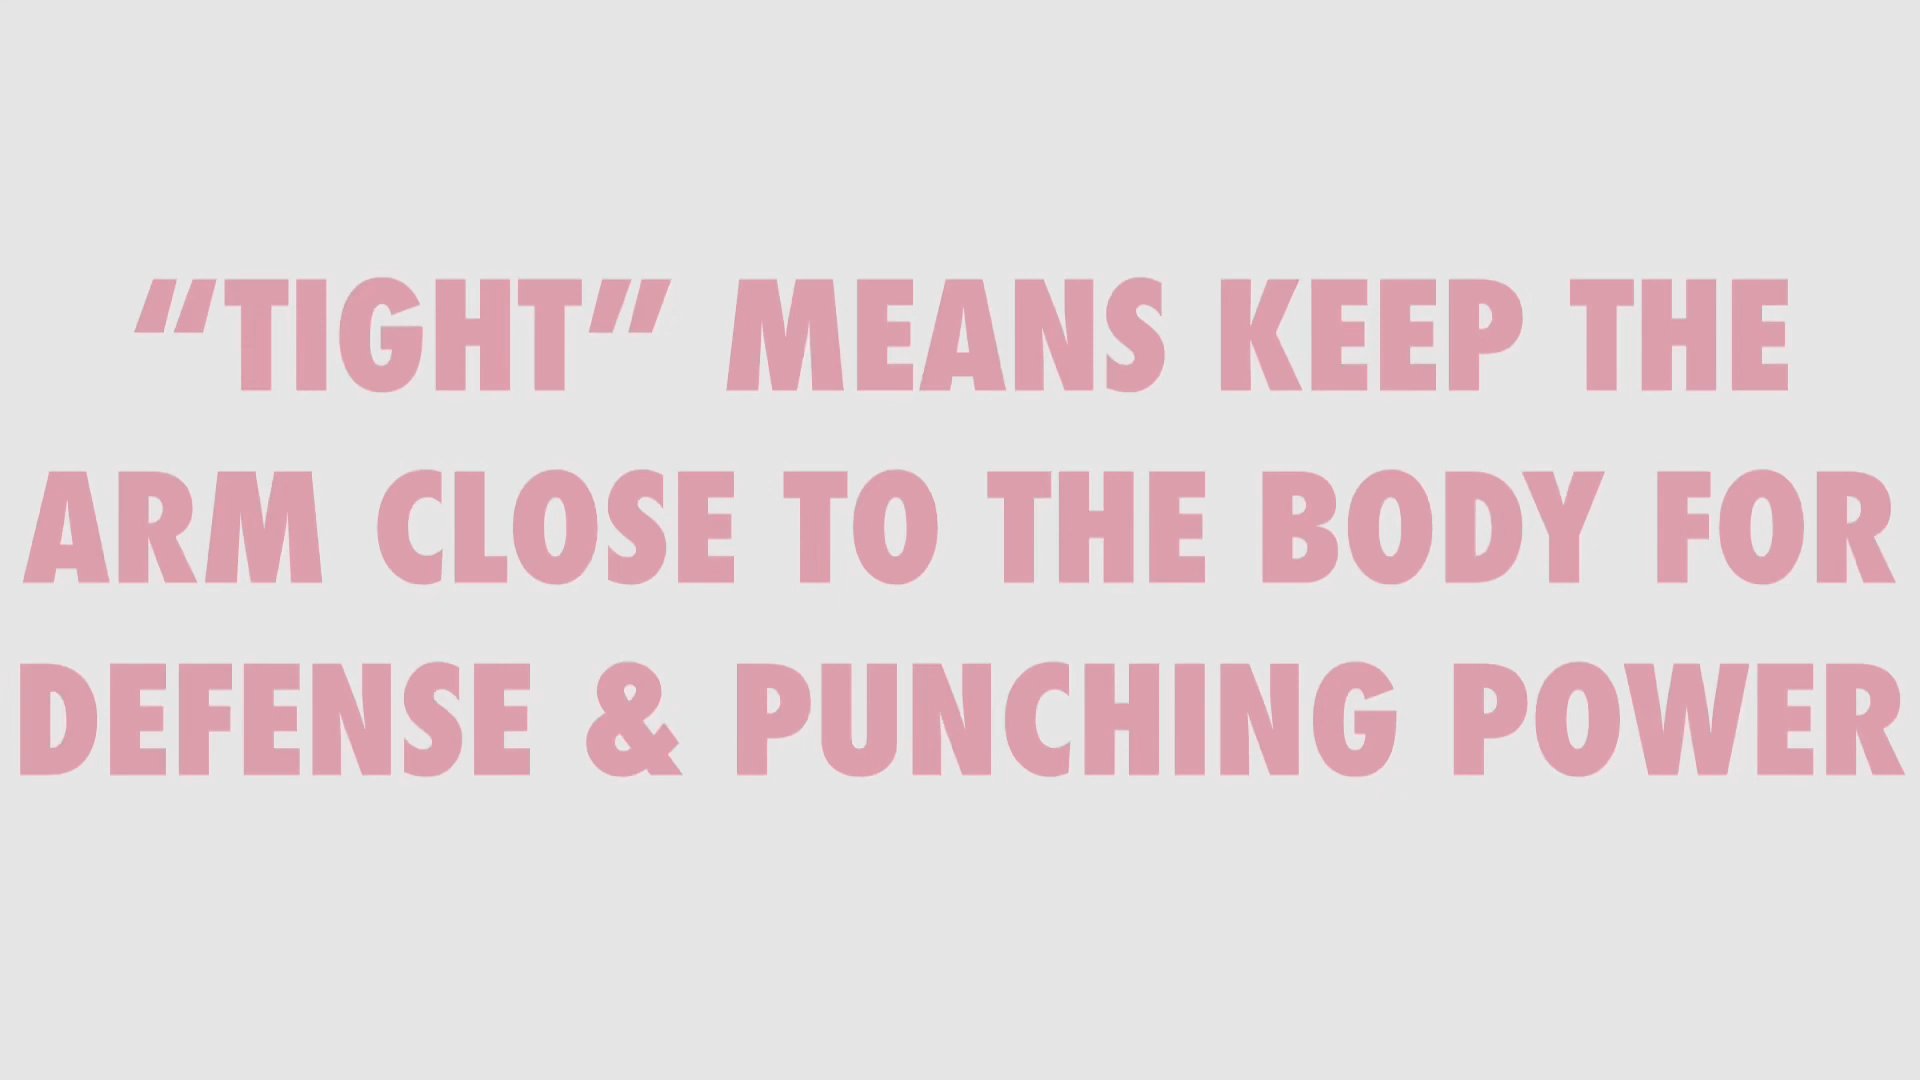 “TIGHT” MEANS KEEP THE
ARM CLOSE TO THE BODY FOR
DEFENSE & PUNCHING POWER